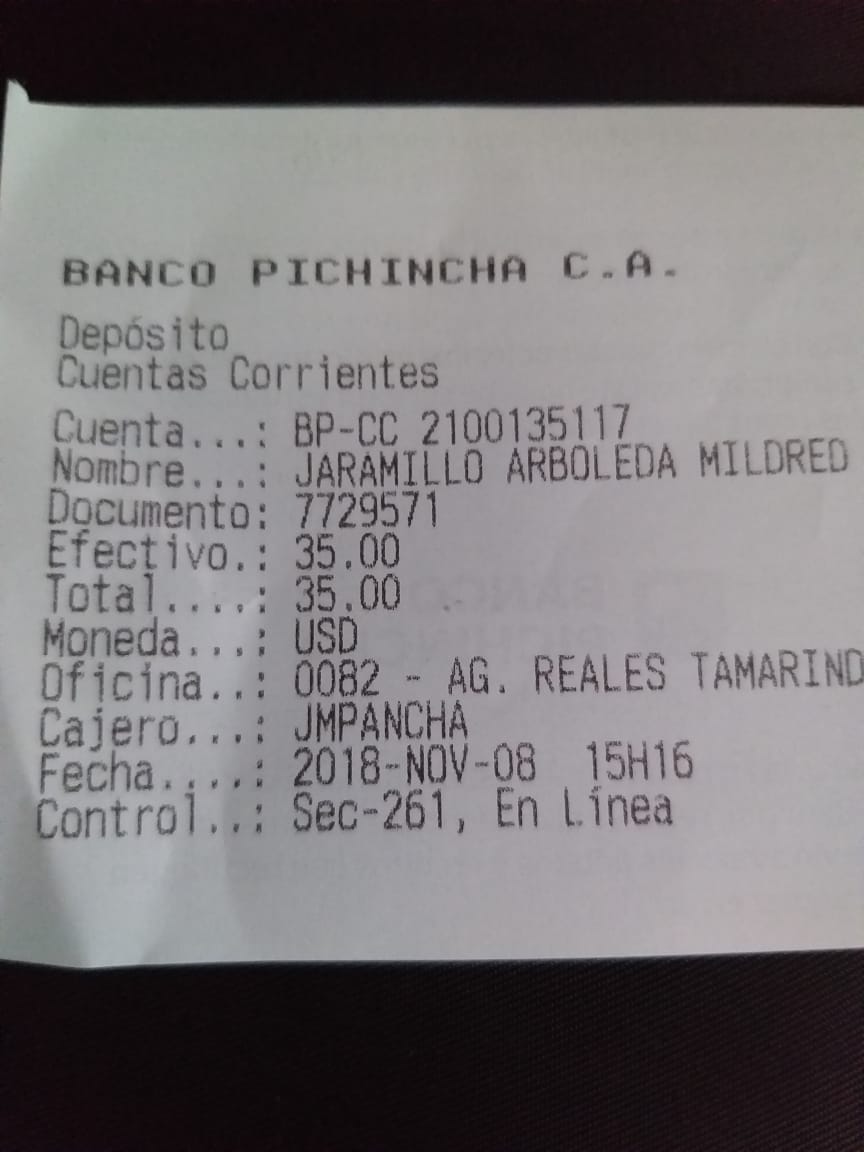 BANCO PICHINCHA C.A.
Depósito
Cuentas Corrientes
Cuenta...: BP-CC 2100135117
Nombre...: JARAMILLO ARBOLEDA MILDRED
Documento: 7729571
Efectivo.: 35.00
Total....: 35.00
Moneda...: USD
Oficina..: 0082 - AG. REALES TAMARIND
Cajero...: JMPANCHA
Fecha....: 2018-NOV-08 15H16
Control..: Sec-261, En Línea